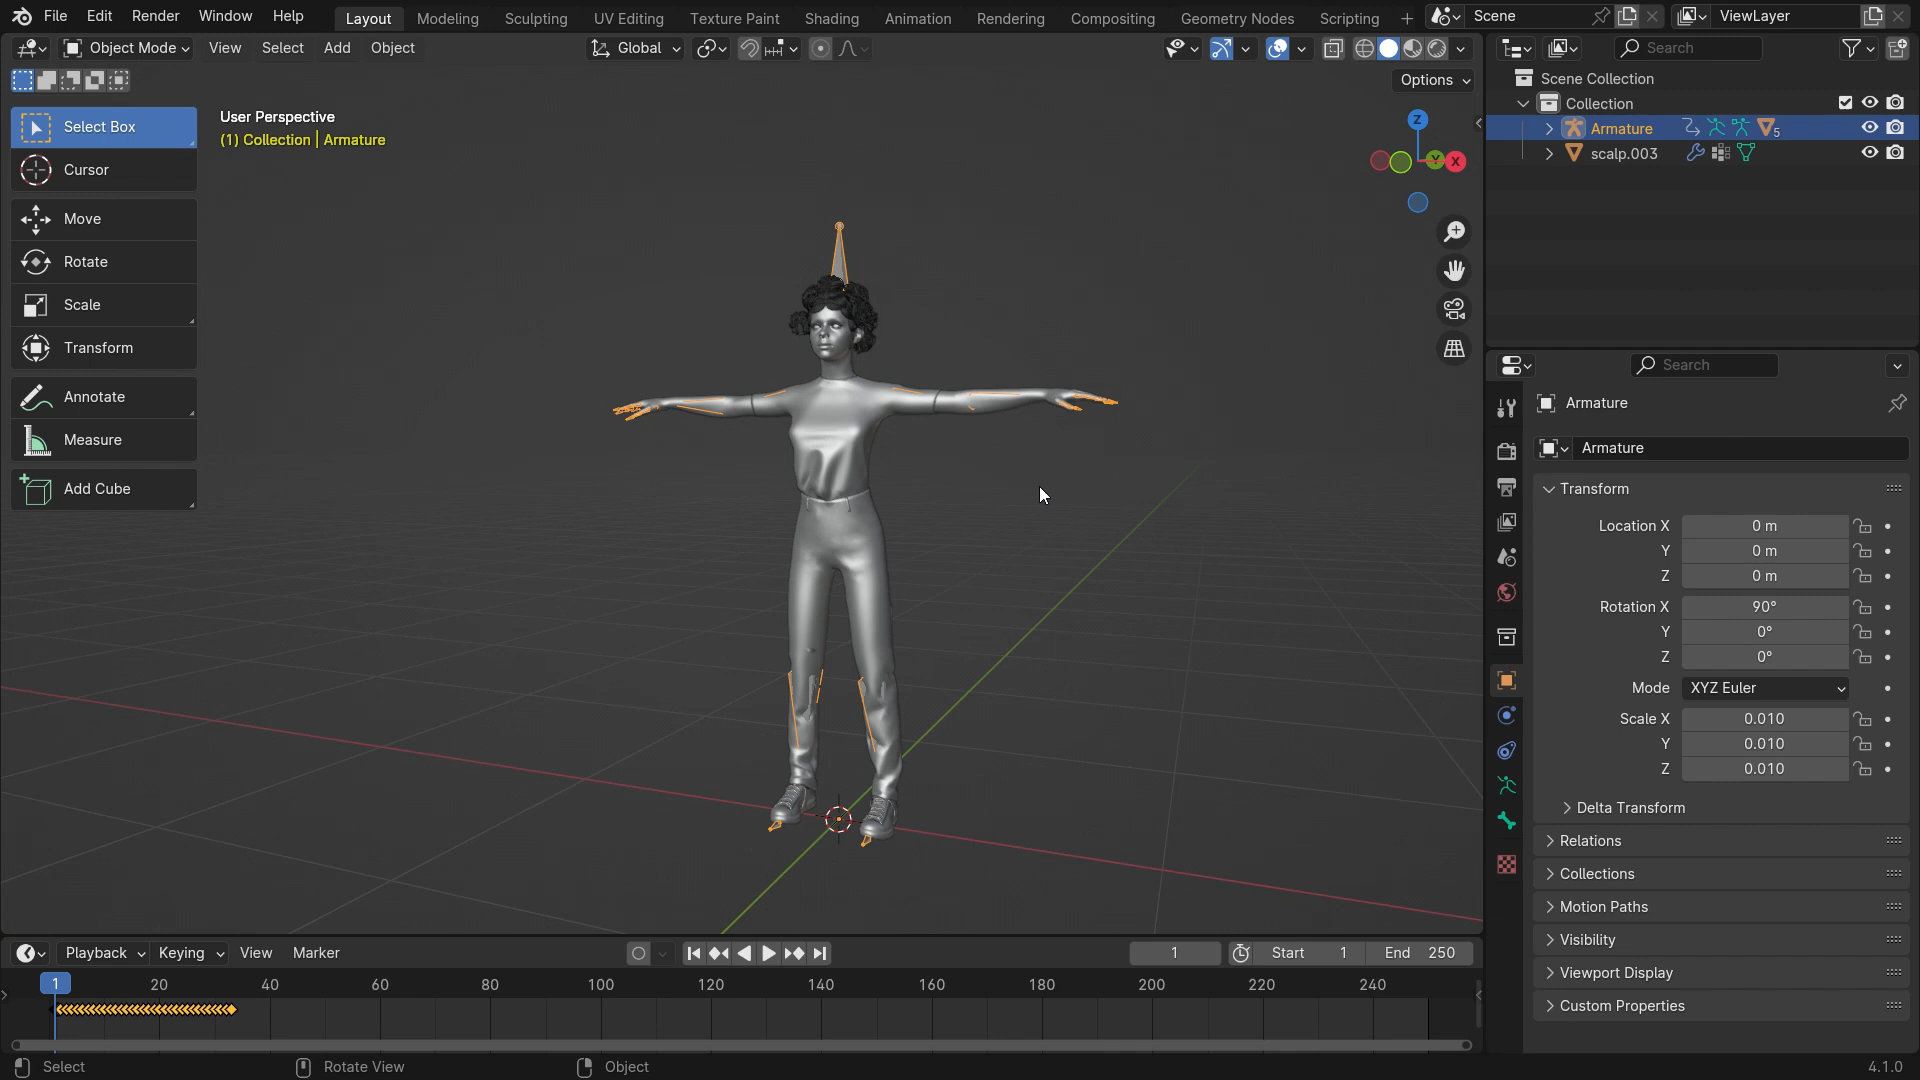 File Edit Render Window Help Layout Modeling Sculpting UV Editing Texture Paint Shading Animation Rendering Compositing Geometry Nodes Scripting Scene ViewLayer
Object Mode View Select Add Object Global Search
Options
Select Box
Cursor
Move
Rotate
Scale
Transform
Annotate
Measure
Add Cube
User Perspective
(1) Collection | Armature
Z
Y
X
Scene Collection
Collection
Armature 5
scalp.003
Search
Armature
Armature
Transform
Location X 0 m
Y 0 m
Z 0 m
Rotation X 90°
Y 0°
Z 0°
Mode XYZ Euler
Scale X 0.010
Y 0.010
Z 0.010
Delta Transform
Relations
Collections
Motion Paths
Visibility
Viewport Display
Custom Properties
Playback Keying View Marker 1 Start 1 End 250
1 20 40 60 80 100 120 140 160 180 200 220 240
Select Rotate View Object 4.1.0